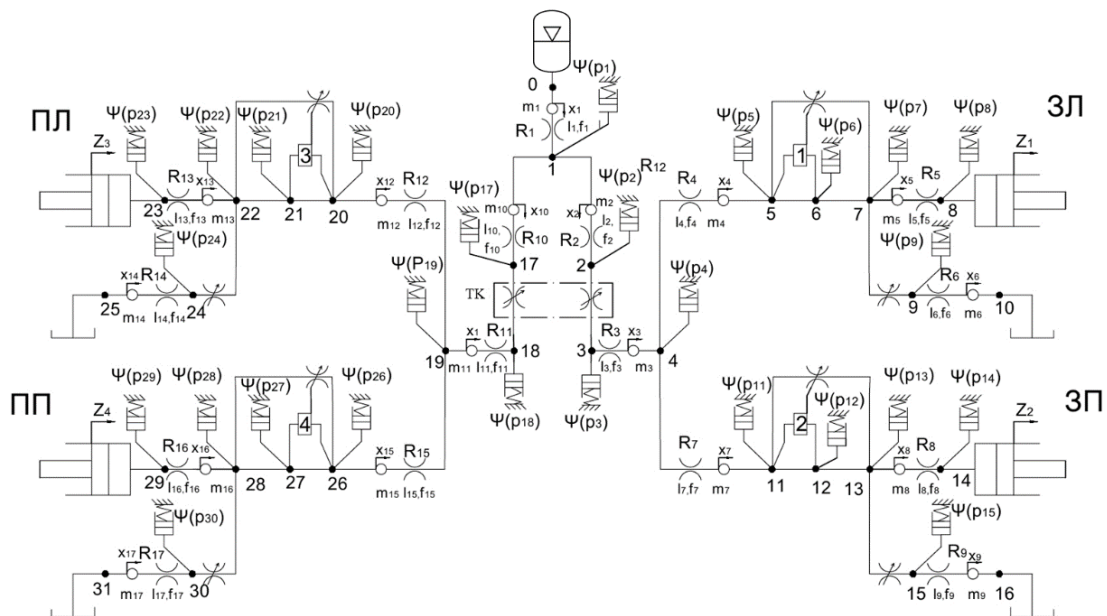 0
Ψ(p1)
m1
x1
R1
l1,f1
1
ПЛ
Z3
Ψ(p23)
Ψ(p22)
Ψ(p21)
Ψ(p20)
3
R13
x13
23
l13,f13
m13
22
21
20
x12
R12
m12
l12,f12
Ψ(p24)
x14
R14
25
m14
l14,f14
24
Ψ(p17)
m10
x10
l10,
f10
R10
17
x2
m2
l2,
f2
R2
2
Ψ(p2)
R12
TK
Ψ(P19)
19
x1
R11
m11
l11,f11
18
Ψ(p18)
3
R3
x3
l3,f3
m3
4
Ψ(p3)
Ψ(p4)
ЗЛ
Z1
R4
x4
l4,f4
m4
Ψ(p5)
1
Ψ(p6)
5
6
7
Ψ(p7)
Ψ(p8)
x5
R5
m5
l5,f5
8
Ψ(p9)
R6
x6
9
l6,f6
m6
10
ПП
Z4
Ψ(p29)
Ψ(p28)
Ψ(p27)
Ψ(p26)
4
R16
x16
29
l16,f16
m16
28
27
26
x15
R15
m15
l15,f15
Ψ(p30)
x17
R17
31
m17
l17,f17
30
ЗП
Z2
R7
x7
l7,f7
m7
Ψ(p11)
2
Ψ(p12)
11
12
13
Ψ(p13)
Ψ(p14)
x8
R8
m8
l8,f8
14
Ψ(p15)
R9
x9
15
l9,f9
m9
16